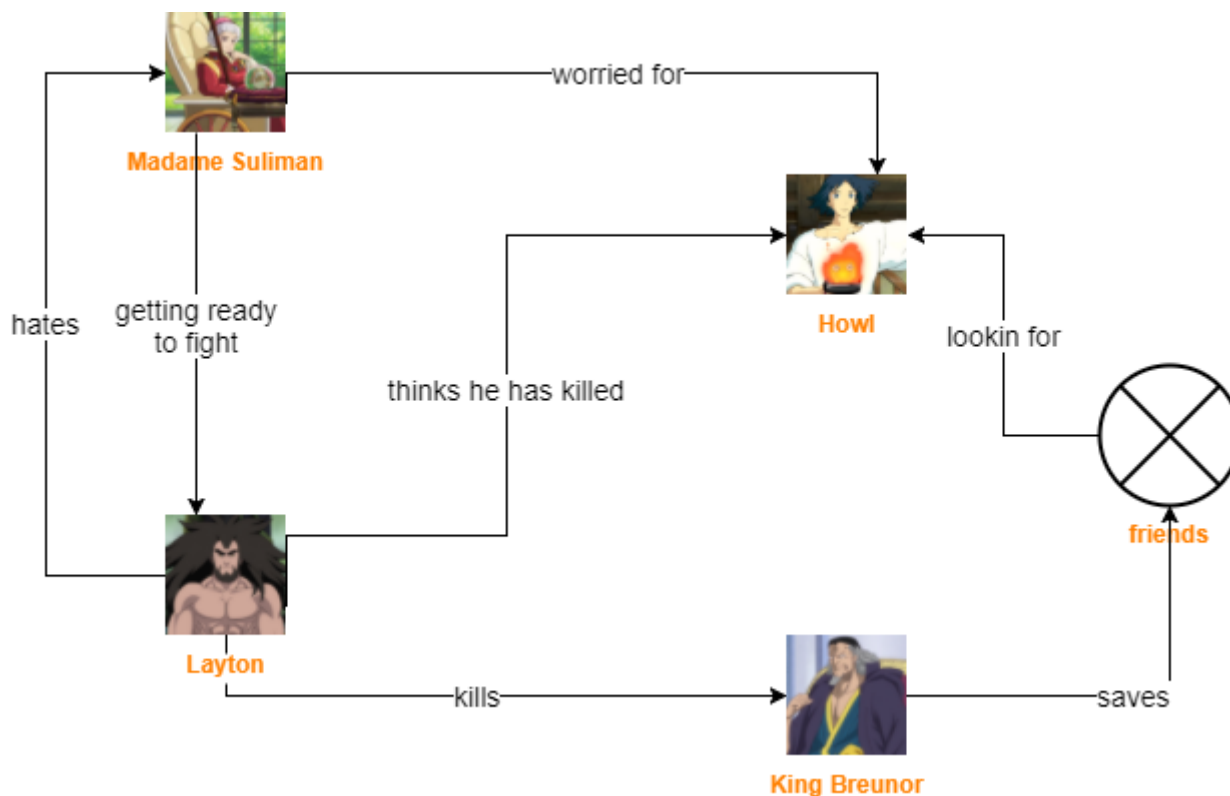 worried for
Madame Suliman
hates
getting ready
to fight
Howl
lookin for
thinks he has killed
friends
Layton
kills
saves
King Breunor